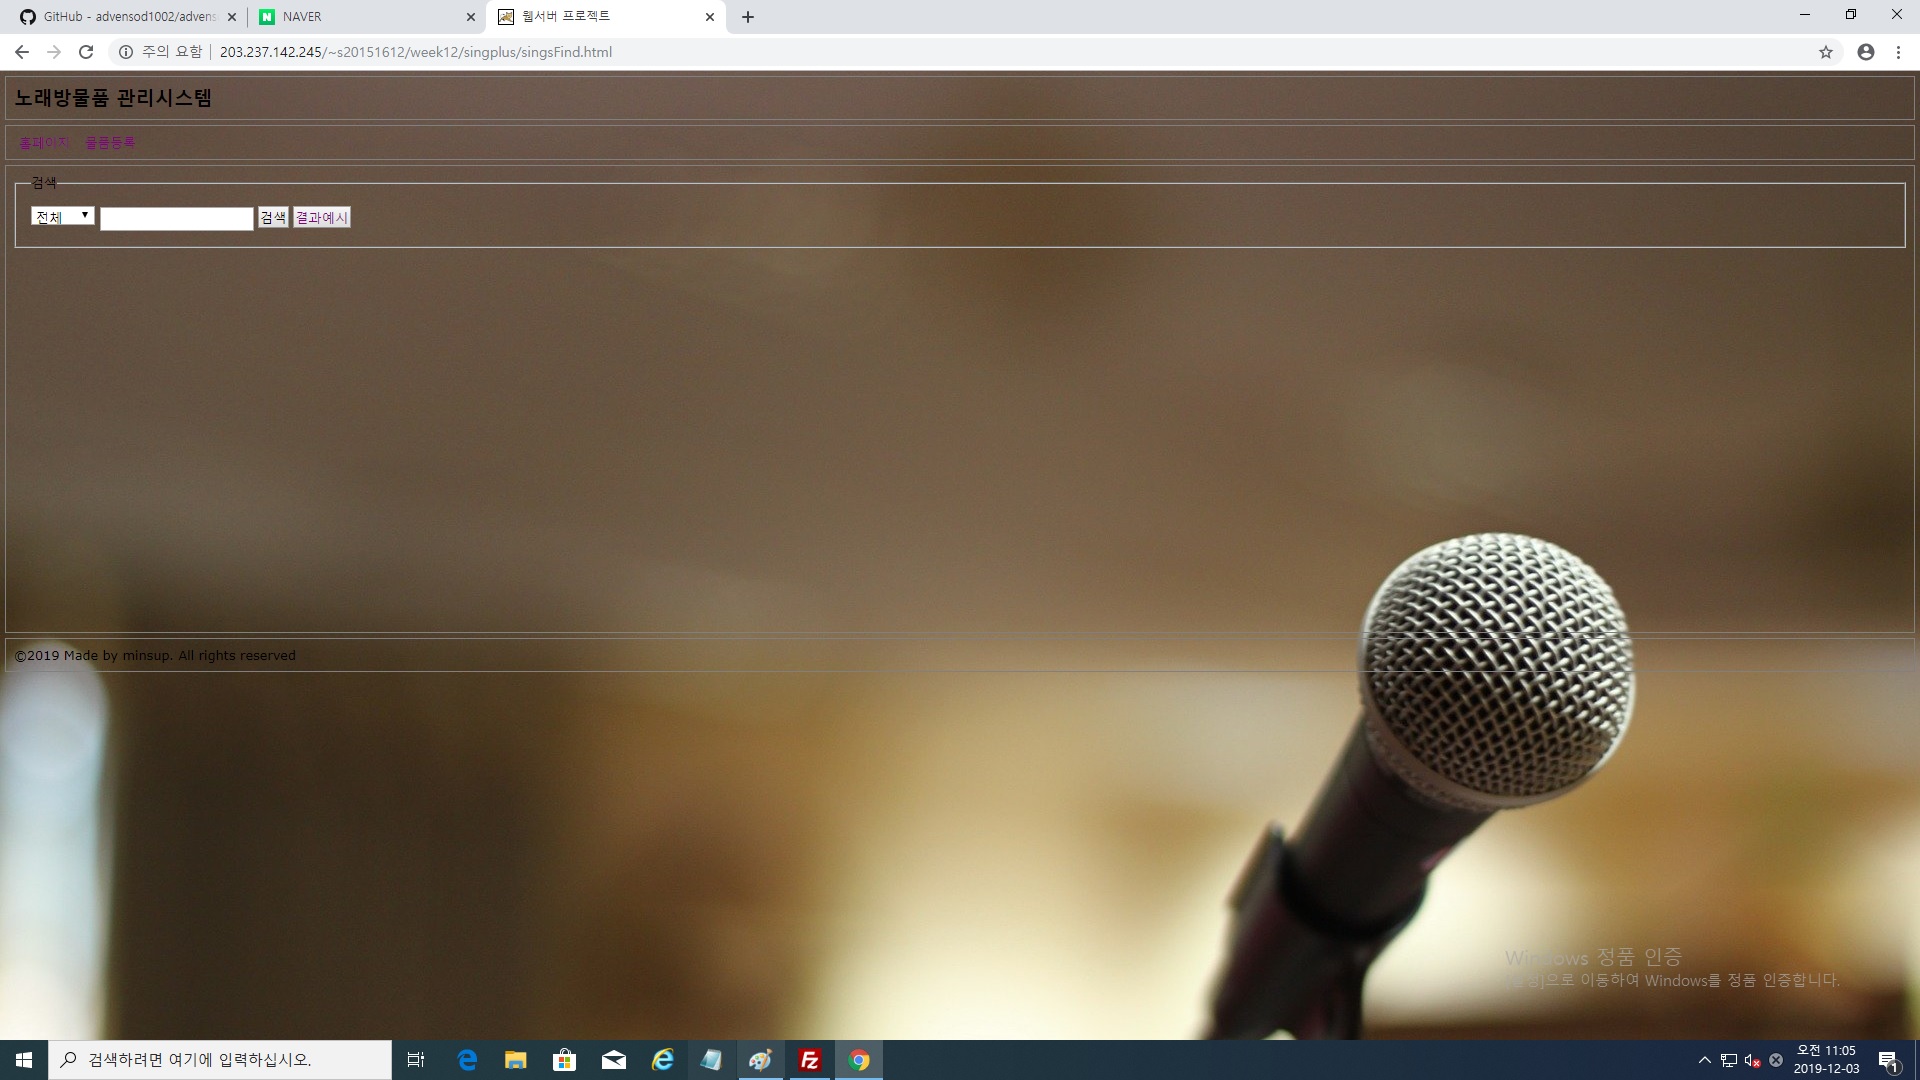 GitHub - advensod1002/advens
NAVER
웹서버 프로젝트
주의 요함
203.237.142.245/~s20151612/week12/singplus/singsFind.html
노래방물품 관리시스템
홈페이지 물품등록
검색
전체 검색 결과예시
©2019 Made by minsup. All rights reserved
Windows 정품 인증
으로 이동하여 Windows를 정품 인증합니다.
검색하려면 여기에 입력하십시오.
오전 11:05
2019-12-03
1